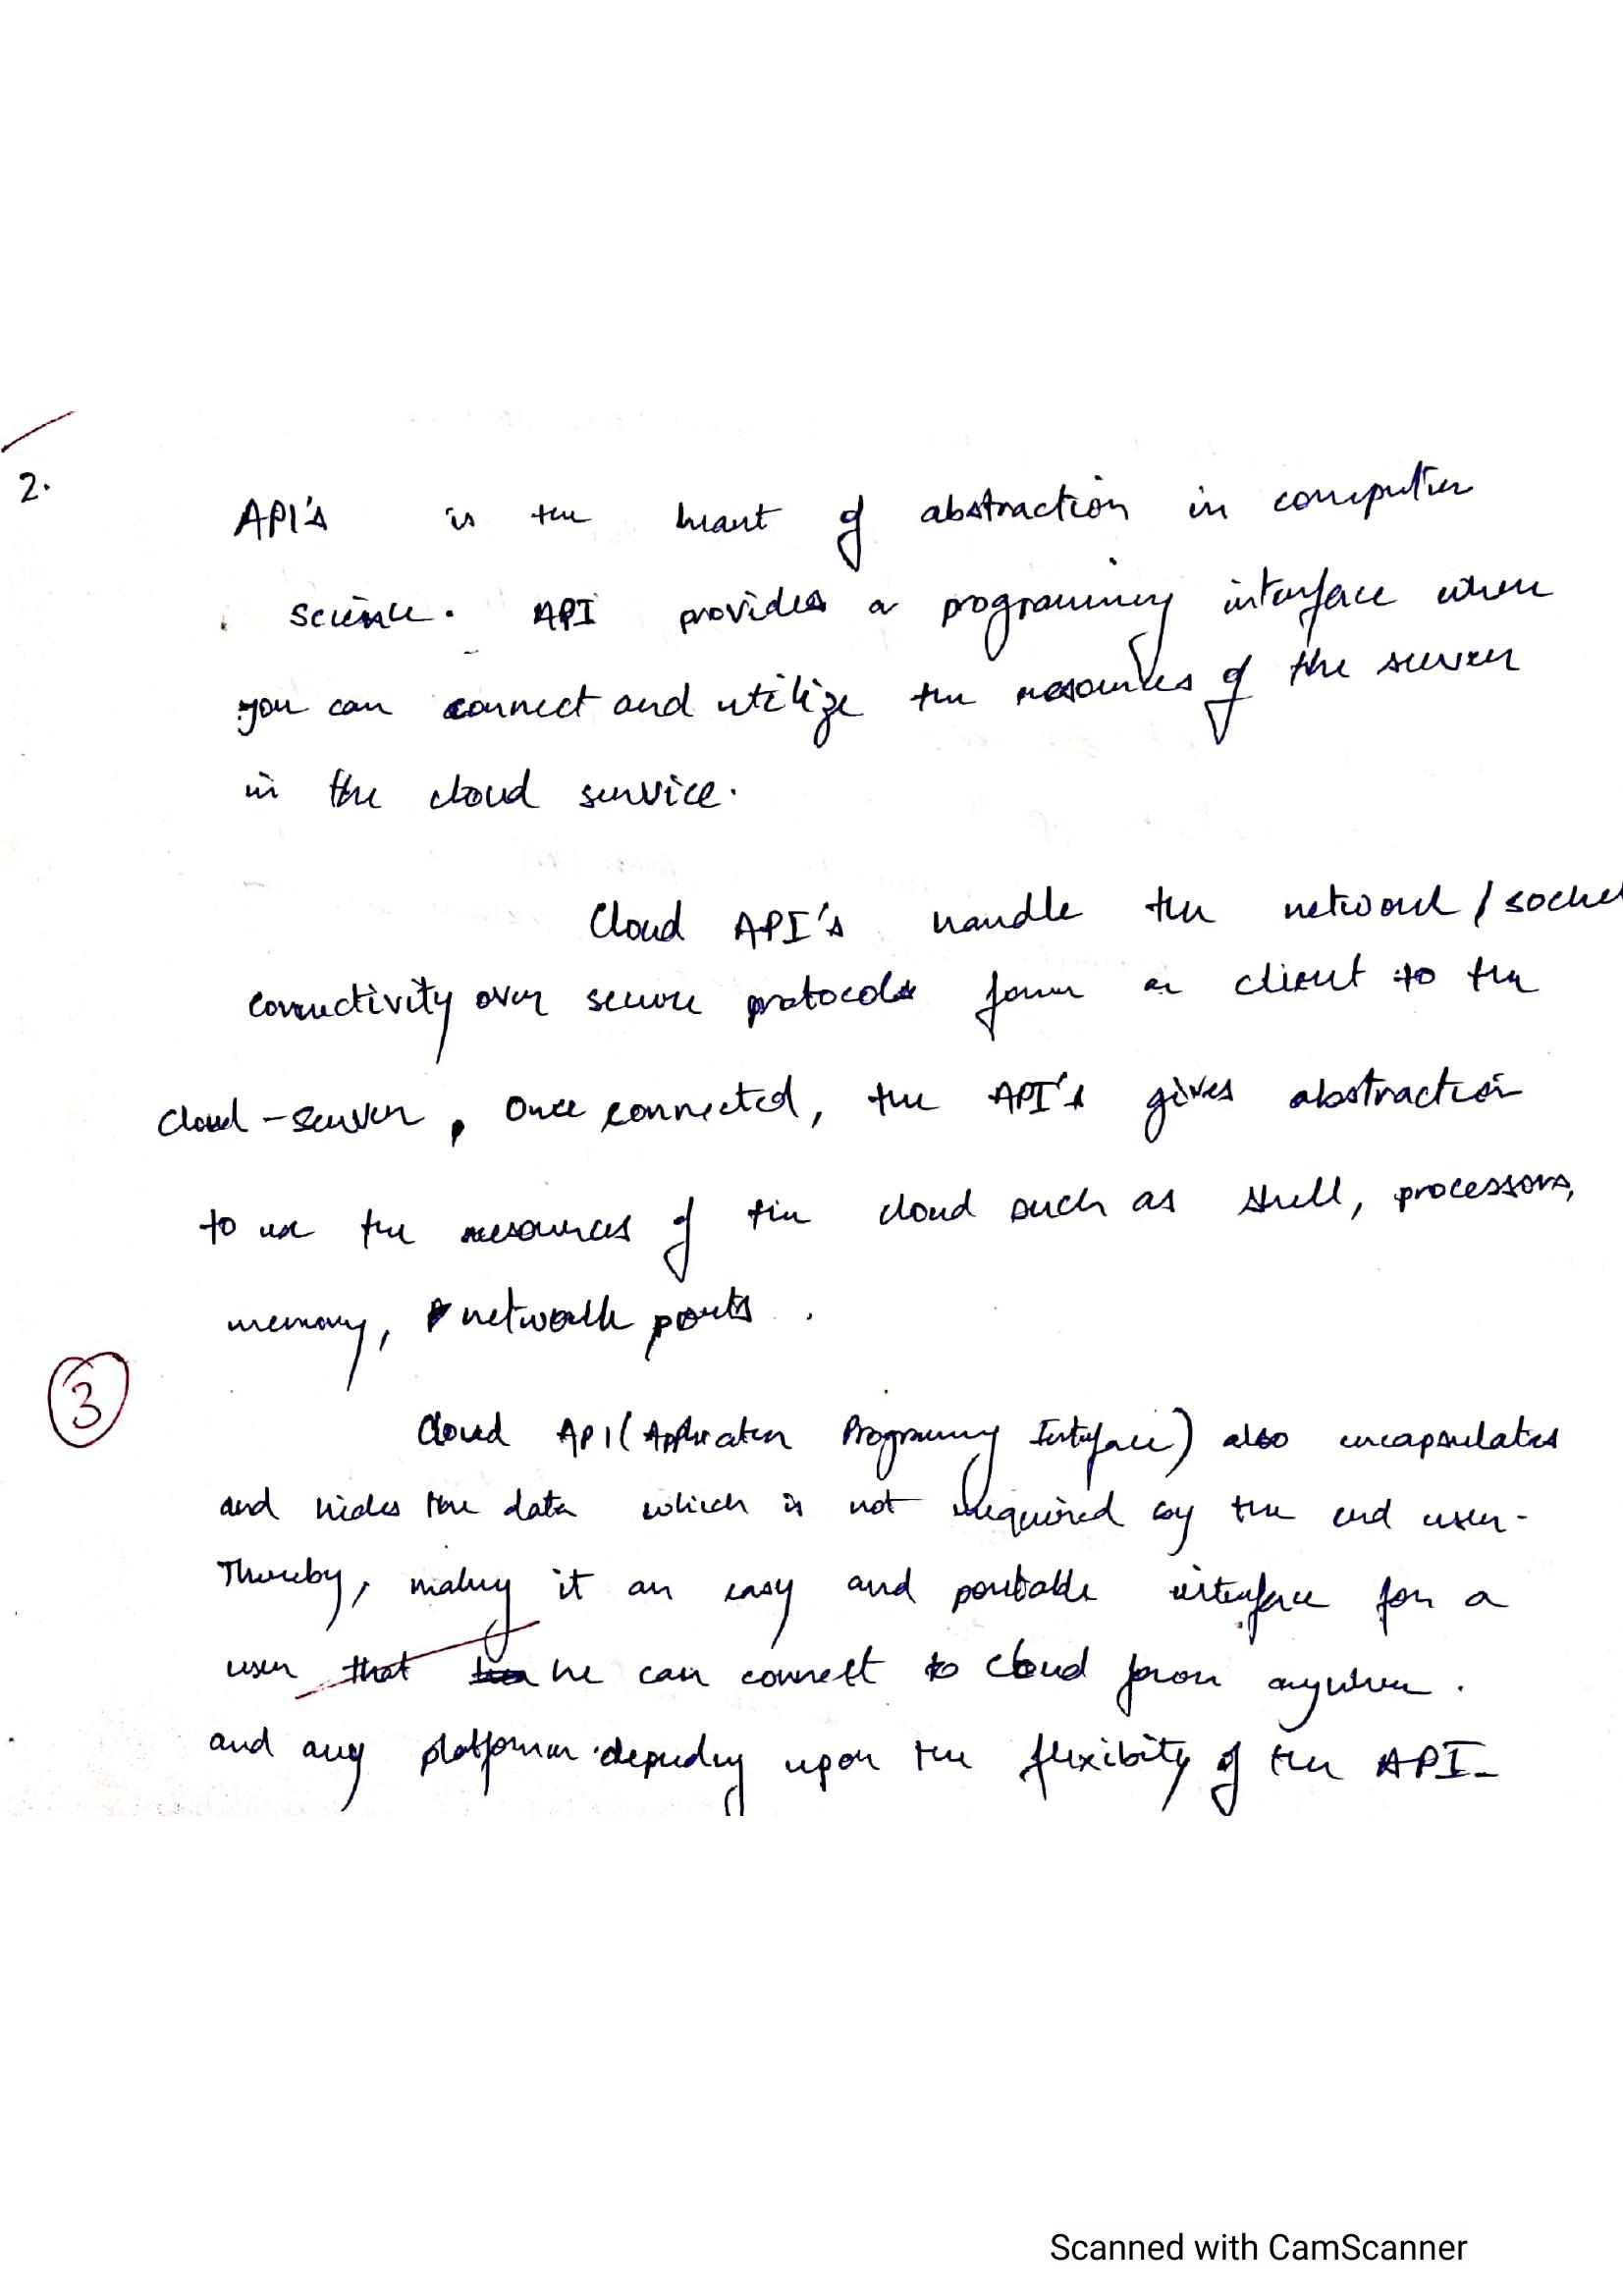 2.
API's is the heart of abstraction in computer
science. API provides a programming interface where
you can connect and utilize the resources of the server
in the cloud service.
Cloud API's handle the network / socket
connectivity over secure protocols from a client to the
cloud-server, Once connected, the API's gives abstraction
to use the resources of the cloud such as shell, processors,
memory, network ports.
3
Cloud API (Application Programming Interface) also encapsulates
and hides the data which is not required by the end user.
Thereby, making it an easy and portable interface for a
user that he can connect to cloud from anywhere.
and any platform depending upon the flexibity of the API.
Scanned with CamScanner